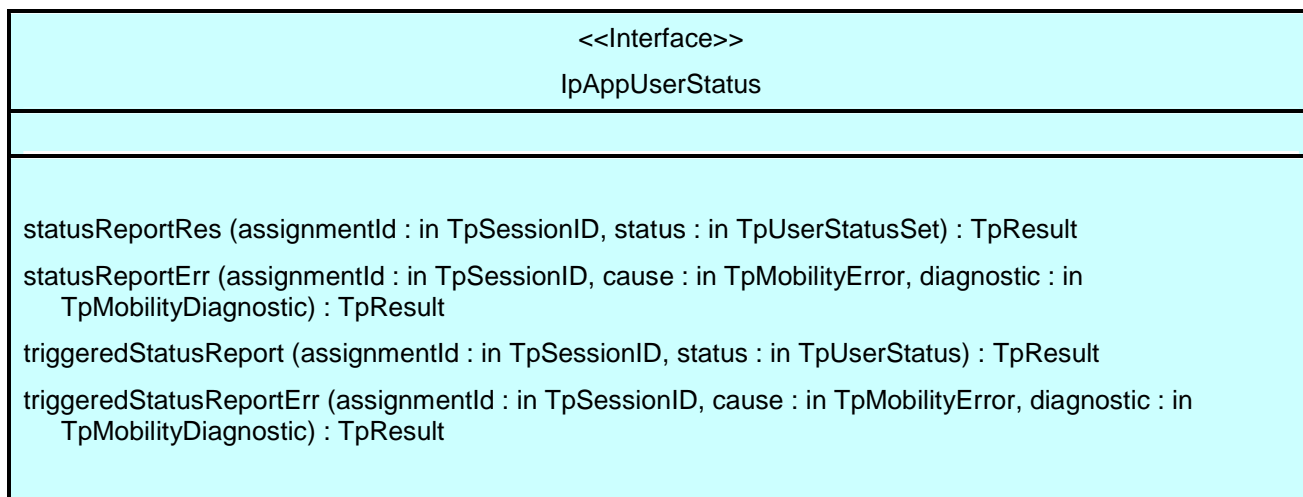 <<Interface>>
IpAppUserStatus
statusReportRes (assignmentId : in TpSessionID, status : in TpUserStatusSet) : TpResult
statusReportErr (assignmentId : in TpSessionID, cause : in TpMobilityError, diagnostic : in
TpMobilityDiagnostic) : TpResult
triggeredStatusReport (assignmentId : in TpSessionID, status : in TpUserStatus) : TpResult
triggeredStatusReportErr (assignmentId : in TpSessionID, cause : in TpMobilityError, diagnostic : in
TpMobilityDiagnostic) : TpResult